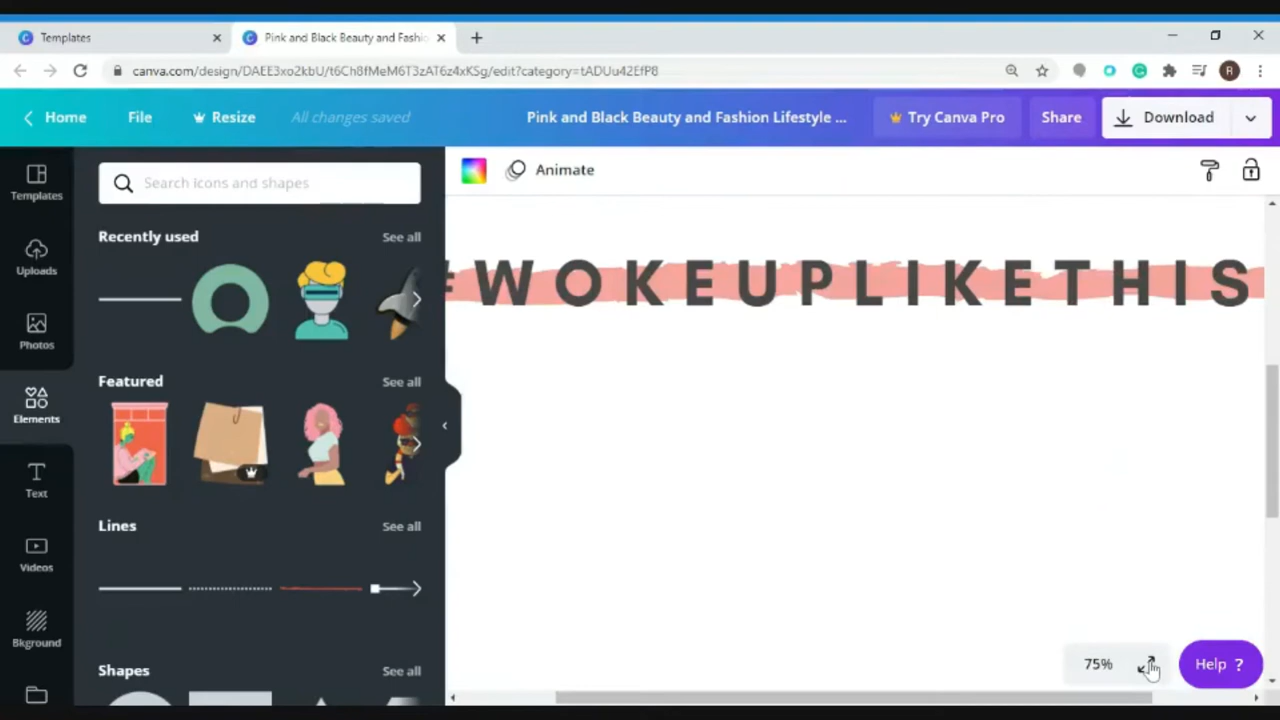 Templates
Pink and Black Beauty and Fashio
canva.com/design/DAEE3xo2kbU/t6Ch8fMeM6T3zAT6z4xKSg/edit?category=tADUu42EfP8
R
Home
File
Resize
All changes saved
Pink and Black Beauty and Fashion Lifestyle ...
Try Canva Pro
Share
Download
Templates
Uploads
Photos
Elements
Text
Videos
Bkground
Search icons and shapes
Recently used
See all
Featured
See all
Lines
See all
Shapes
See all
Animate
#WOKEUPLIKETHIS
75%
Help ?